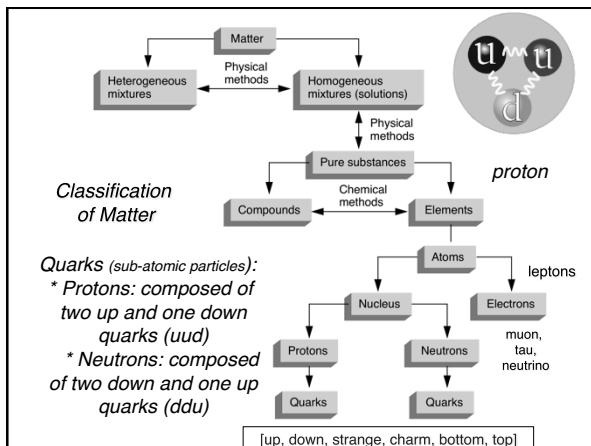 Matter
Physical
methods
Heterogeneous
mixtures
Homogeneous
mixtures (solutions)
u u
d
proton
Physical
methods
Pure substances
Classification
of Matter
Chemical
methods
Compounds
Elements
Atoms
leptons
Quarks (sub-atomic particles):
* Protons: composed of
two up and one down
quarks (uud)
* Neutrons: composed
of two down and one up
quarks (ddu)
Nucleus
Electrons
muon,
tau,
neutrino
Protons
Neutrons
Quarks
Quarks
[up, down, strange, charm, bottom, top]